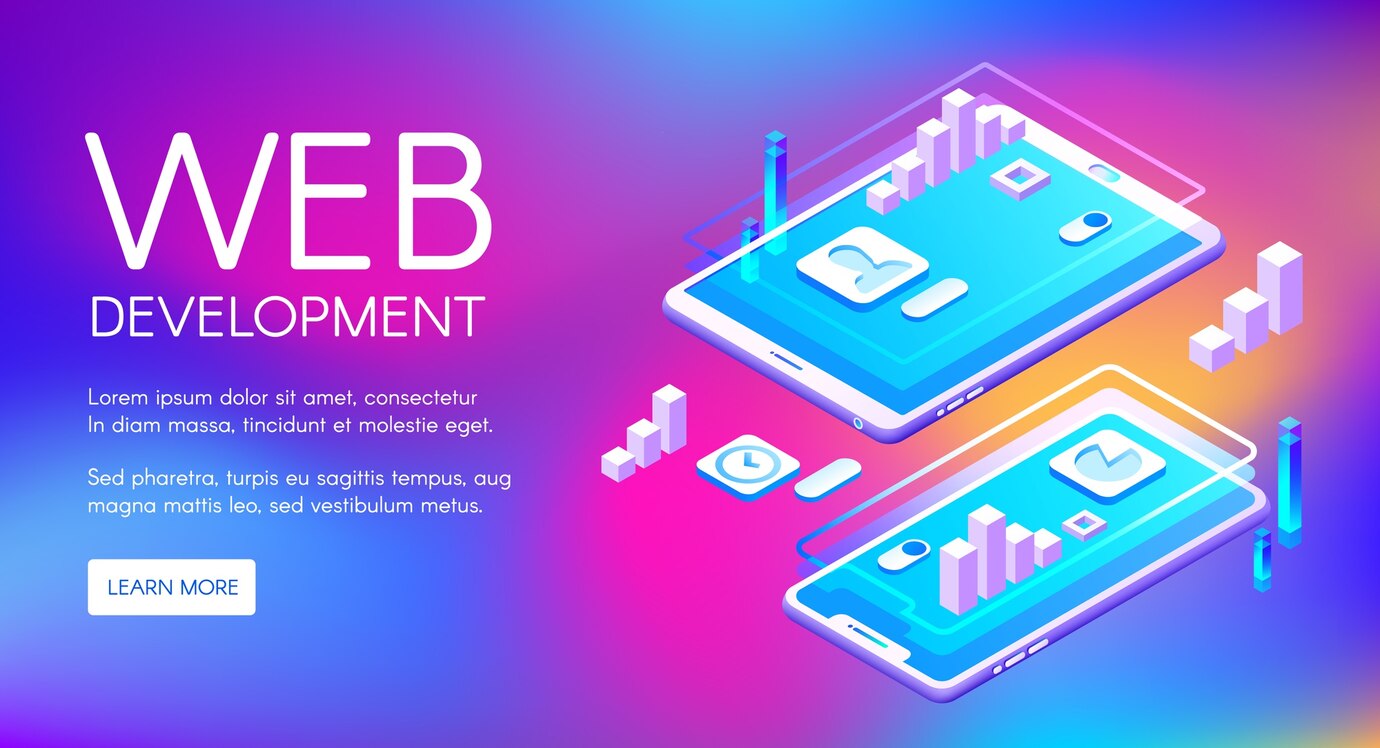 WEB
DEVELOPMENT
Lorem ipsum dolor sit amet, consectetur
In diam massa, tincidunt et molestie eget.
Sed pharetra, turpis eu sagittis tempus, aug
magna mattis leo, sed vestibulum metus.
LEARN MORE